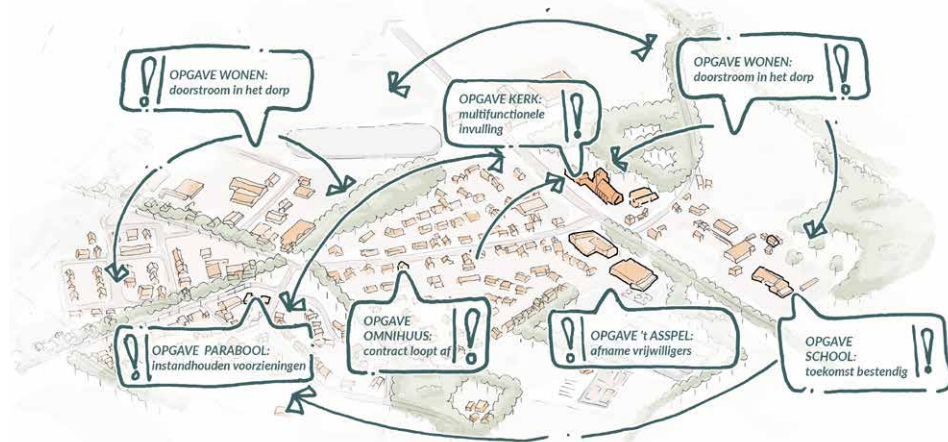 OPGAVE WONEN:
doorstroom in het dorp
OPGAVE KERK:
multifunctionele
invulling
OPGAVE WONEN:
doorstroom in het dorp
OPGAVE PARABOOL:
instandhouden voorzieningen
OPGAVE
OMNIHUUS:
contract loopt af
OPGAVE 't ASSPEL:
afname vrijwilligers
OPGAVE
SCHOOL:
toekomst bestendig